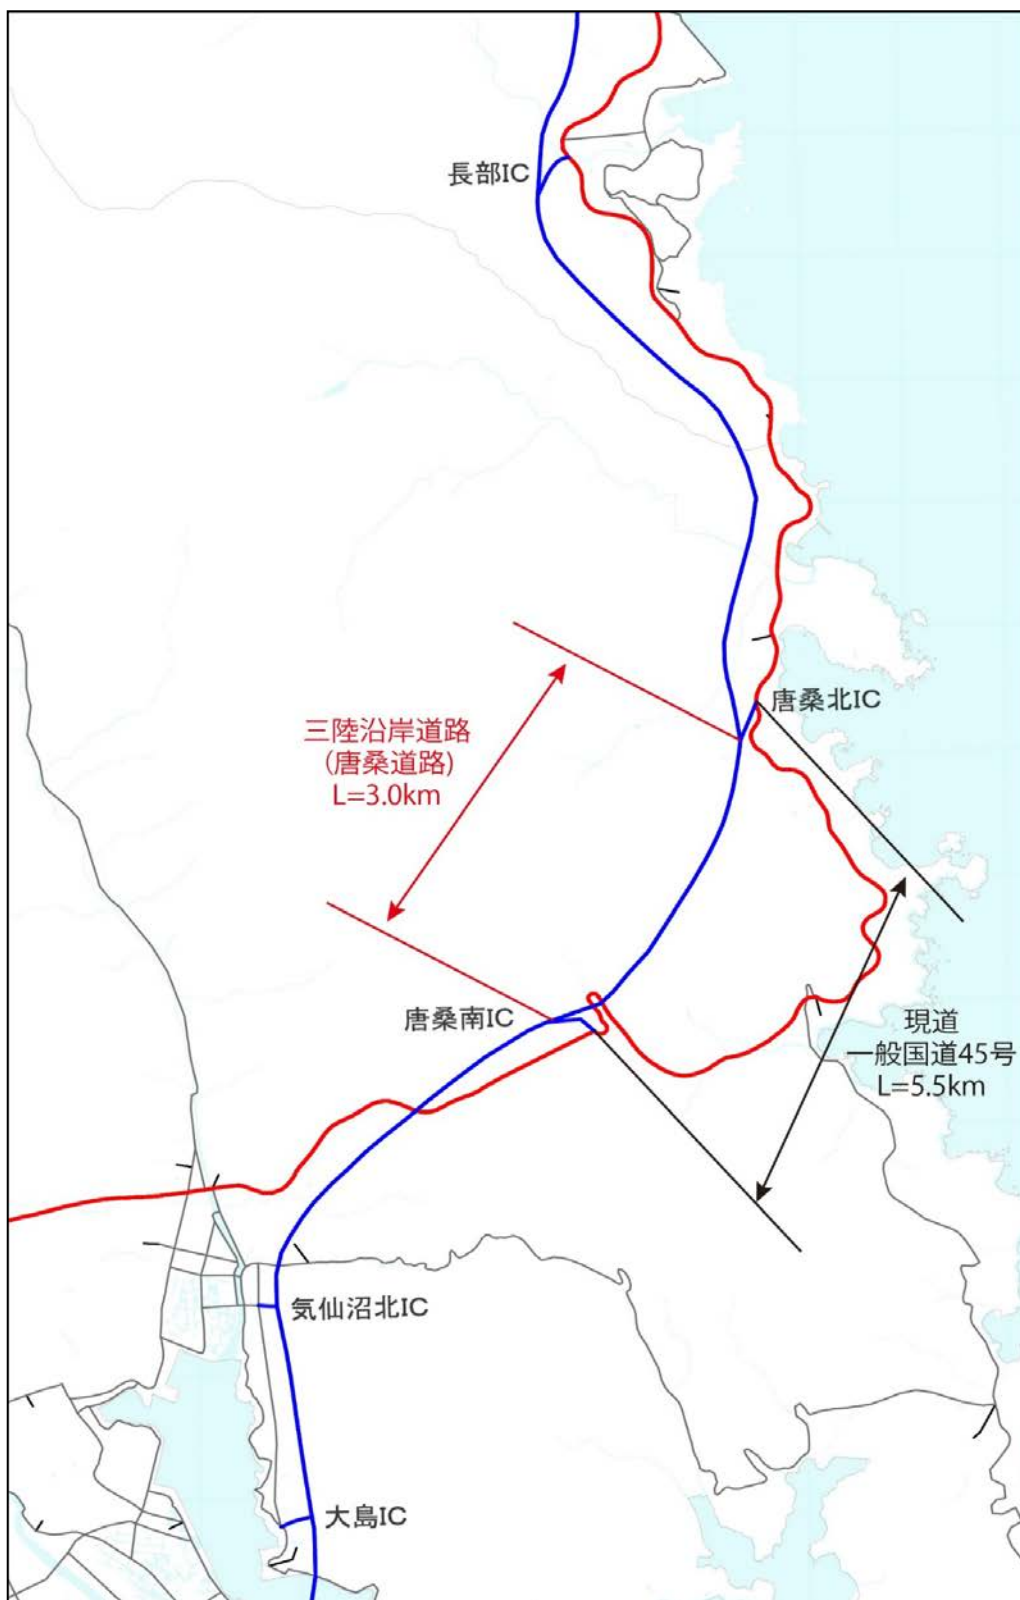 長部IC
唐桑北IC
三陸沿岸道路
(唐桑道路)
L=3.0km
唐桑南IC
現道
一般国道45号
L=5.5km
気仙沼北IC
大島IC